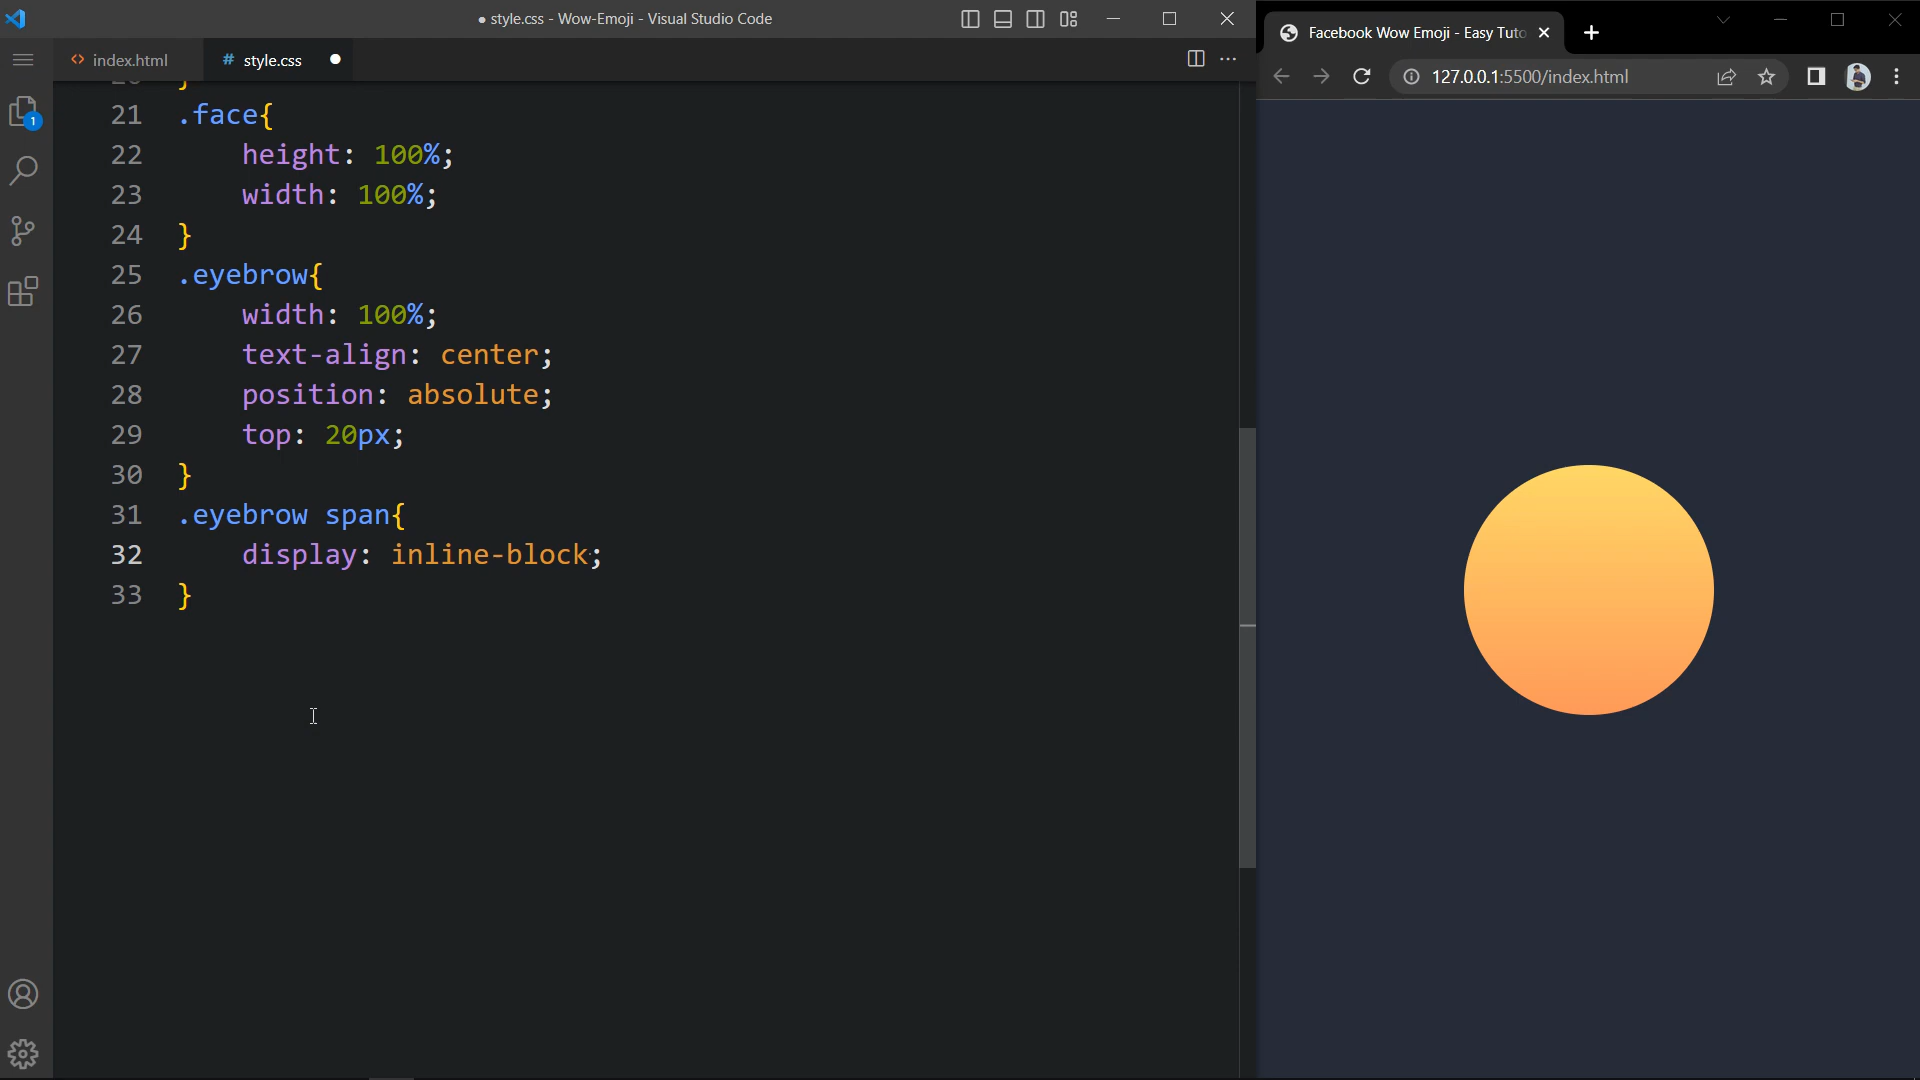 ● style.css - Wow-Emoji - Visual Studio Code
<> index.html
# style.css ●
1
21 .face{
22 height: 100%;
23 width: 100%;
24 }
25 .eyebrow{
26 width: 100%;
27 text-align: center;
28 position: absolute;
29 top: 20px;
30 }
31 .eyebrow span{
32 display: inline-block;
33 }
Facebook Wow Emoji - Easy Tuto
127.0.0.1:5500/index.html